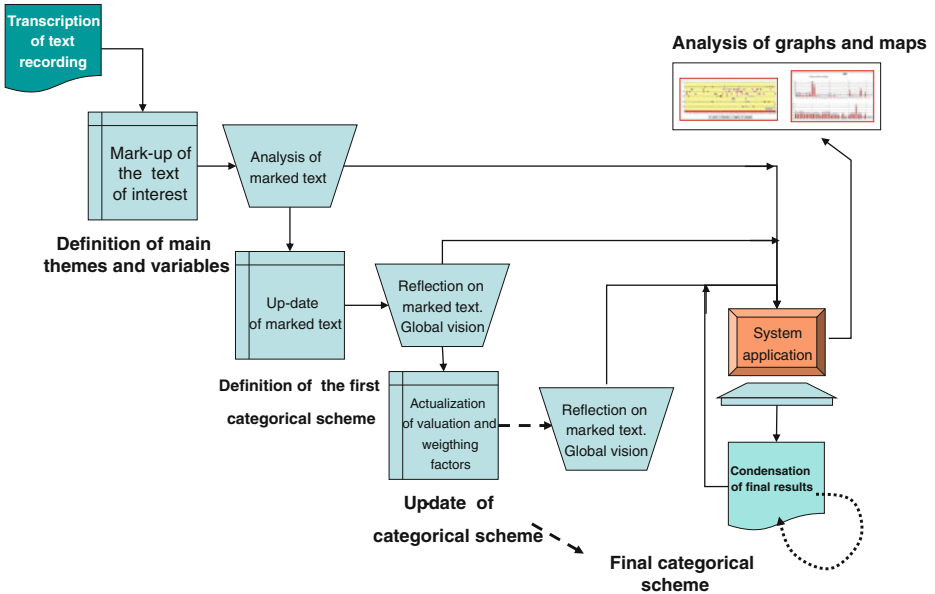 Transcription
of text
recording
Analysis of graphs and maps
Mark-up of
the text
of interest
Analysis of
marked text
Definition of main
themes and variables
Up-date
of marked text
Reflection on
marked text.
Global vision
System
application
Definition of the first
categorical scheme
Actualization
of valuation and
weigthing
factors
Reflection on
marked text.
Global vision
Condensation
of final results
Up-date of
categorical scheme
Final categorical
scheme